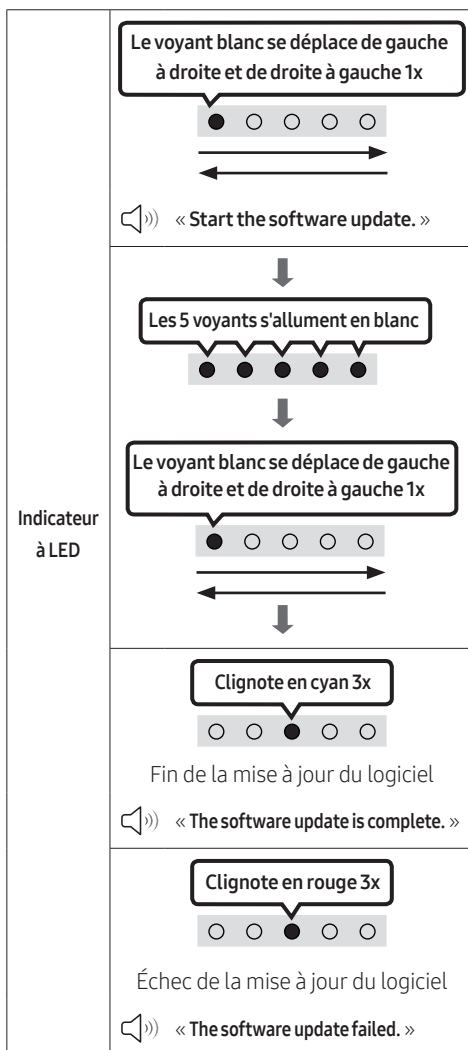 Le voyant blanc se déplace de gauche
à droite et de droite à gauche 1x
« Start the software update. »
Les 5 voyants s'allument en blanc
Le voyant blanc se déplace de gauche
à droite et de droite à gauche 1x
Indicateur
à LED
Clignote en cyan 3x
Fin de la mise à jour du logiciel
« The software update is complete. »
Clignote en rouge 3x
Échec de la mise à jour du logiciel
« The software update failed. »